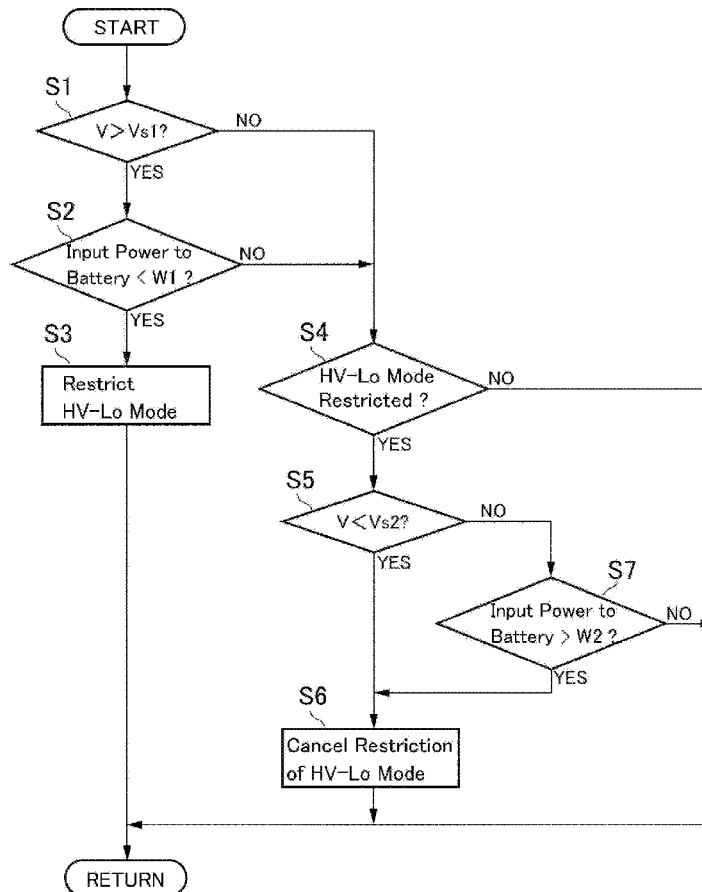 START
S1
V>Vs1?
NO
YES
S2
Input Power to
Battery < W1 ?
NO
YES
S3
Restrict
HV-Lo Mode
S4
HV-Lo Mode
Restricted ?
NO
YES
S5
V<Vs2?
NO
YES
S7
Input Power to
Battery > W2 ?
NO
YES
S6
Cancel Restriction
of HV-Lo Mode
RETURN